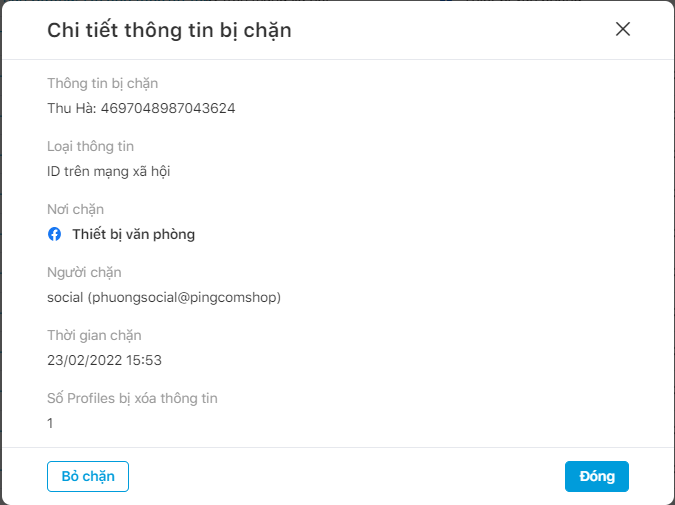 Chi tiết thông tin bị chặn
Thông tin bị chặn
Thu Hà: 4697048987043624
Loại thông tin
ID trên mạng xã hội
Nơi chặn
Thiết bị văn phòng
Người chặn
social (phuongsocial@pingcomshop)
Thời gian chặn
23/02/2022 15:53
Số Profiles bị xóa thông tin
1
Bỏ chặn
Đóng